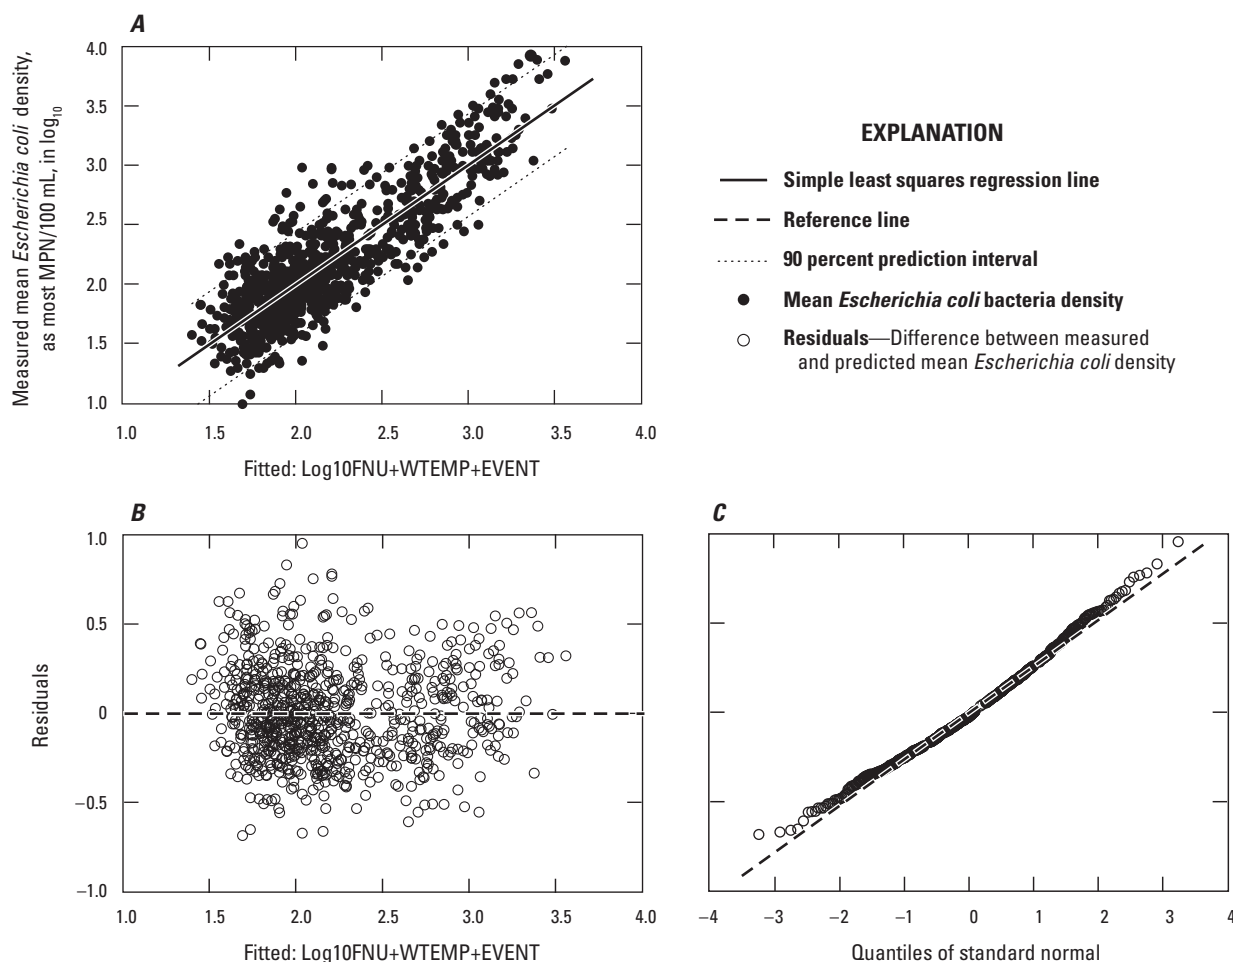 A
Measured mean Escherichia coli density,
as most MPN/100 mL, in log10
4.0
3.5
3.0
2.5
2.0
1.5
1.0
1.0 1.5 2.0 2.5 3.0 3.5 4.0
Fitted: Log10FNU+WTEMP+EVENT
EXPLANATION
Simple least squares regression line
Reference line
90 percent prediction interval
Mean Escherichia coli bacteria density
Residuals—Difference between measured
and predicted mean Escherichia coli density
B
Residuals
1.0
0.5
0
−0.5
−1.0
1.0 1.5 2.0 2.5 3.0 3.5 4.0
Fitted: Log10FNU+WTEMP+EVENT
C
−4 −3 −2 −1 0 1 2 3 4
Quantiles of standard normal